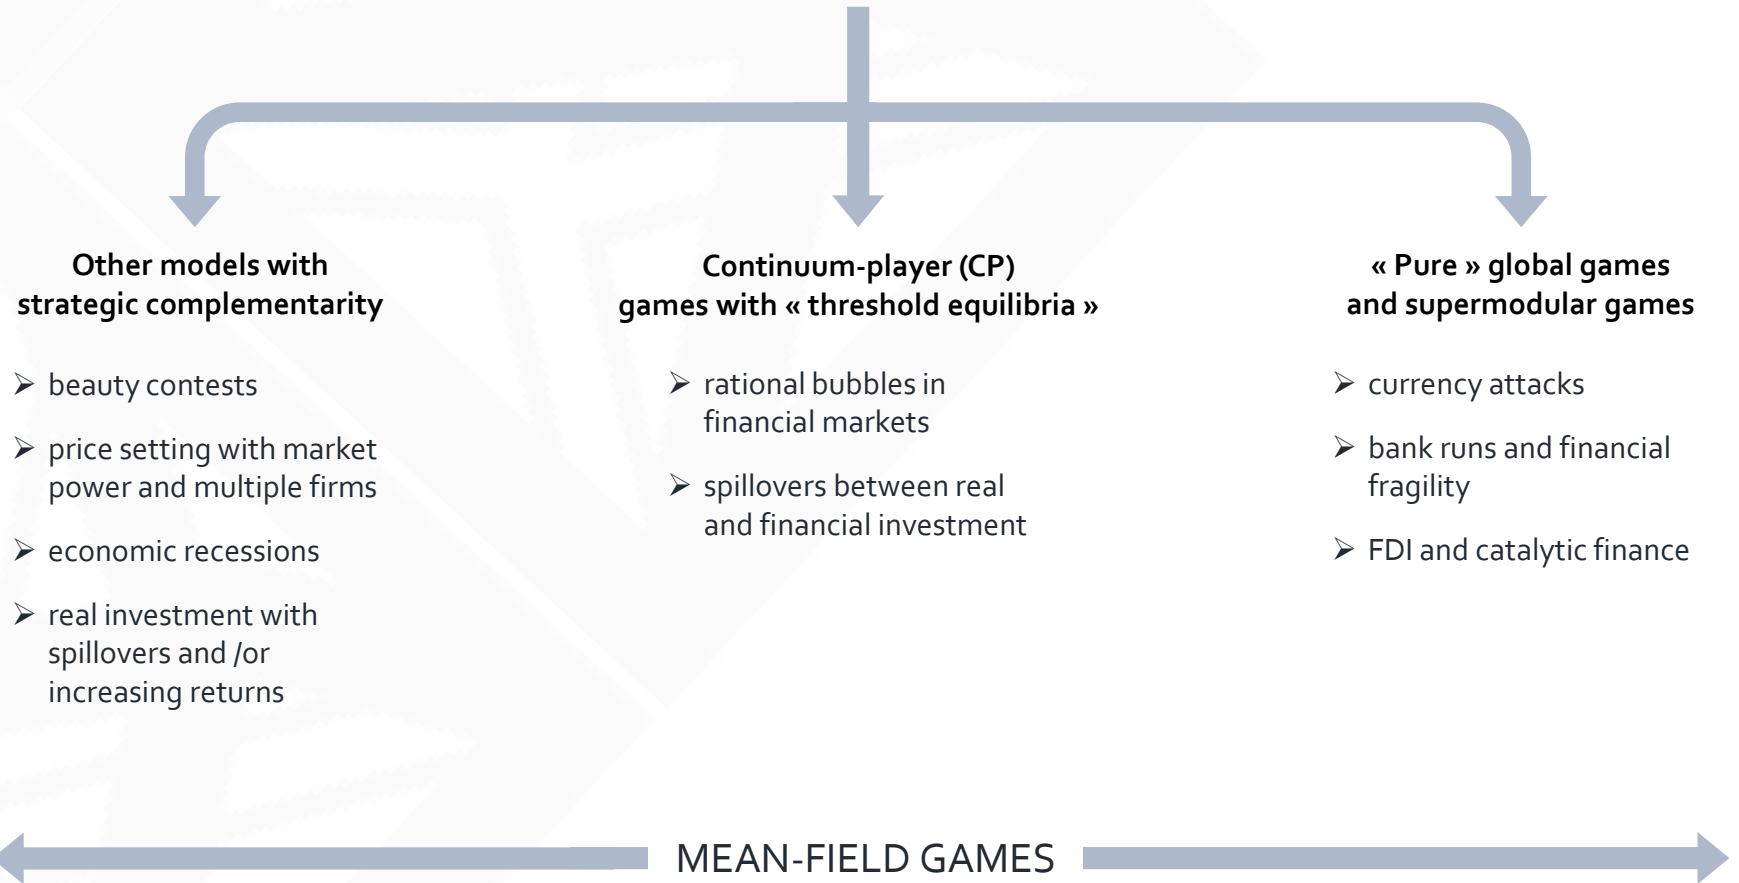 Other models with
strategic complementarity
➢ beauty contests
➢ price setting with market
power and multiple firms
➢ economic recessions
➢ real investment with
spillovers and /or
increasing returns
Continuum-player (CP)
games with « threshold equilibria »
➢ rational bubbles in
financial markets
➢ spillovers between real
and financial investment
« Pure » global games
and supermodular games
➢ currency attacks
➢ bank runs and financial
fragility
➢ FDI and catalytic finance
MEAN-FIELD GAMES